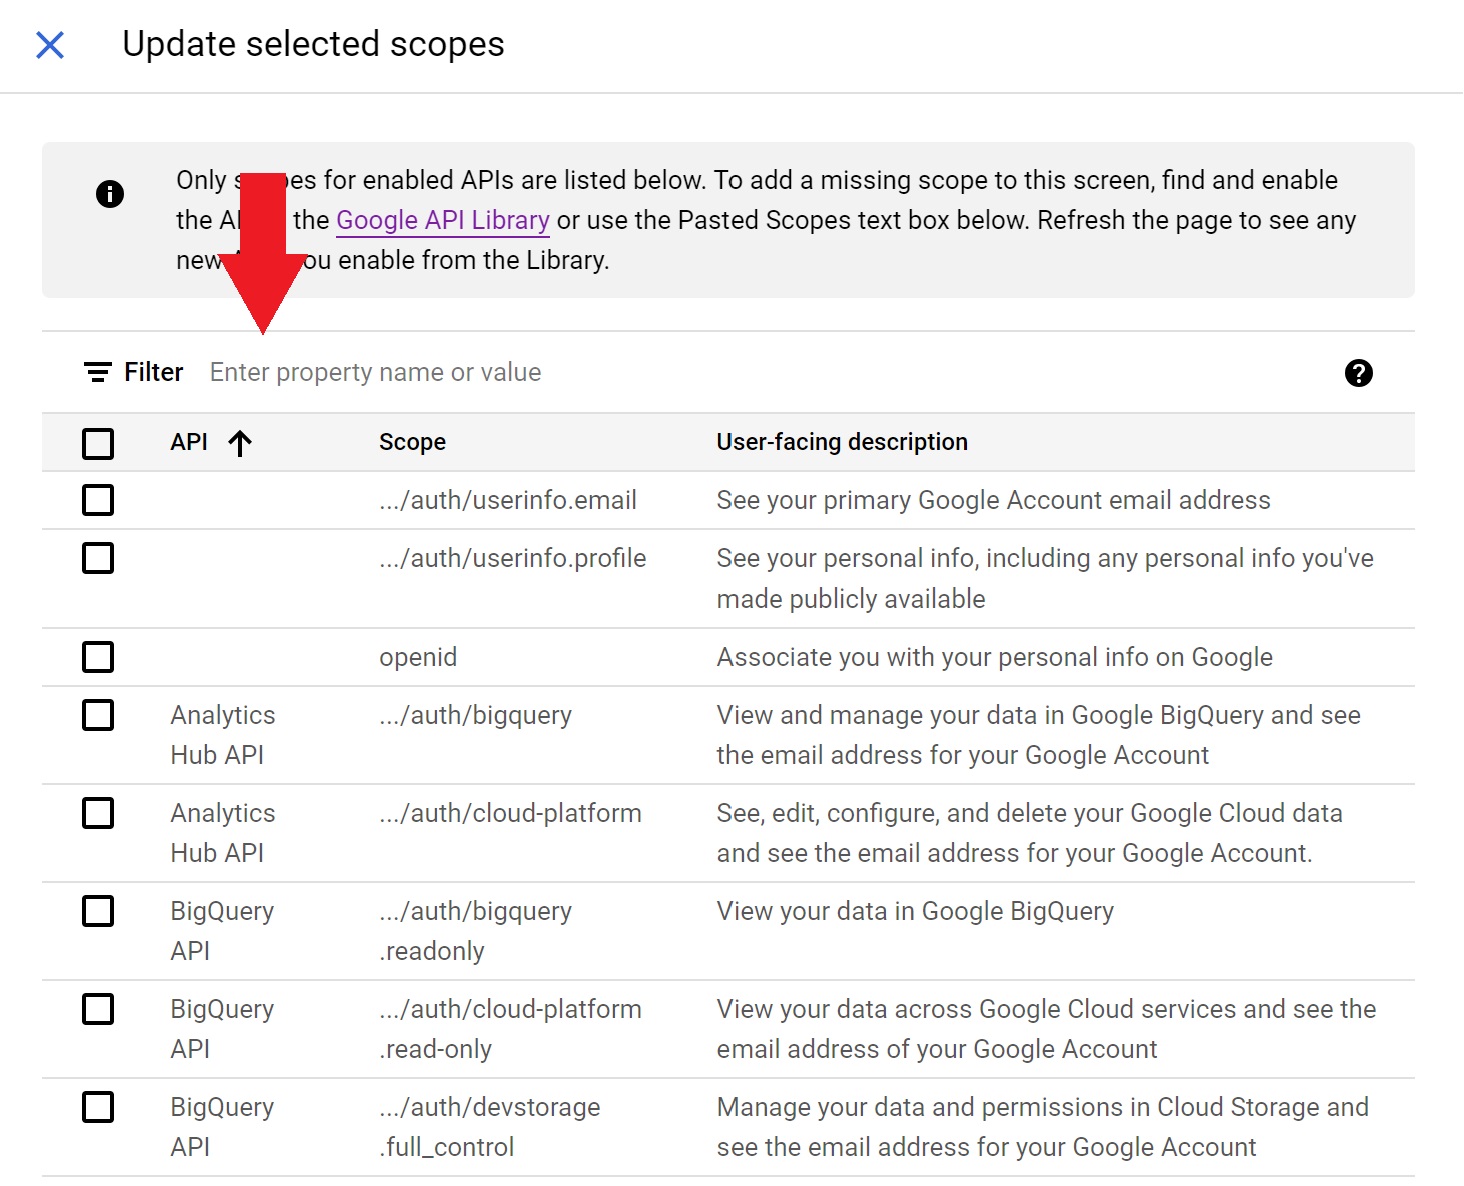 Update selected scopes
Only es for enabled APIs are listed below. To add a missing scope to this screen, find and enable
the the Google API Library or use the Pasted Scopes text box below. Refresh the page to see any
new ou enable from the Library.
Filter Enter property name or value
API Scope User-facing description
.../auth/userinfo.email See your primary Google Account email address
.../auth/userinfo.profile See your personal info, including any personal info you've
made publicly available
openid Associate you with your personal info on Google
Analytics .../auth/bigquery View and manage your data in Google BigQuery and see
Hub API the email address for your Google Account
Analytics .../auth/cloud-platform See, edit, configure, and delete your Google Cloud data
Hub API and see the email address for your Google Account.
BigQuery .../auth/bigquery View your data in Google BigQuery
API .readonly
BigQuery .../auth/cloud-platform View your data across Google Cloud services and see the
API .read-only email address of your Google Account
BigQuery .../auth/devstorage Manage your data and permissions in Cloud Storage and
API .full_control see the email address for your Google Account